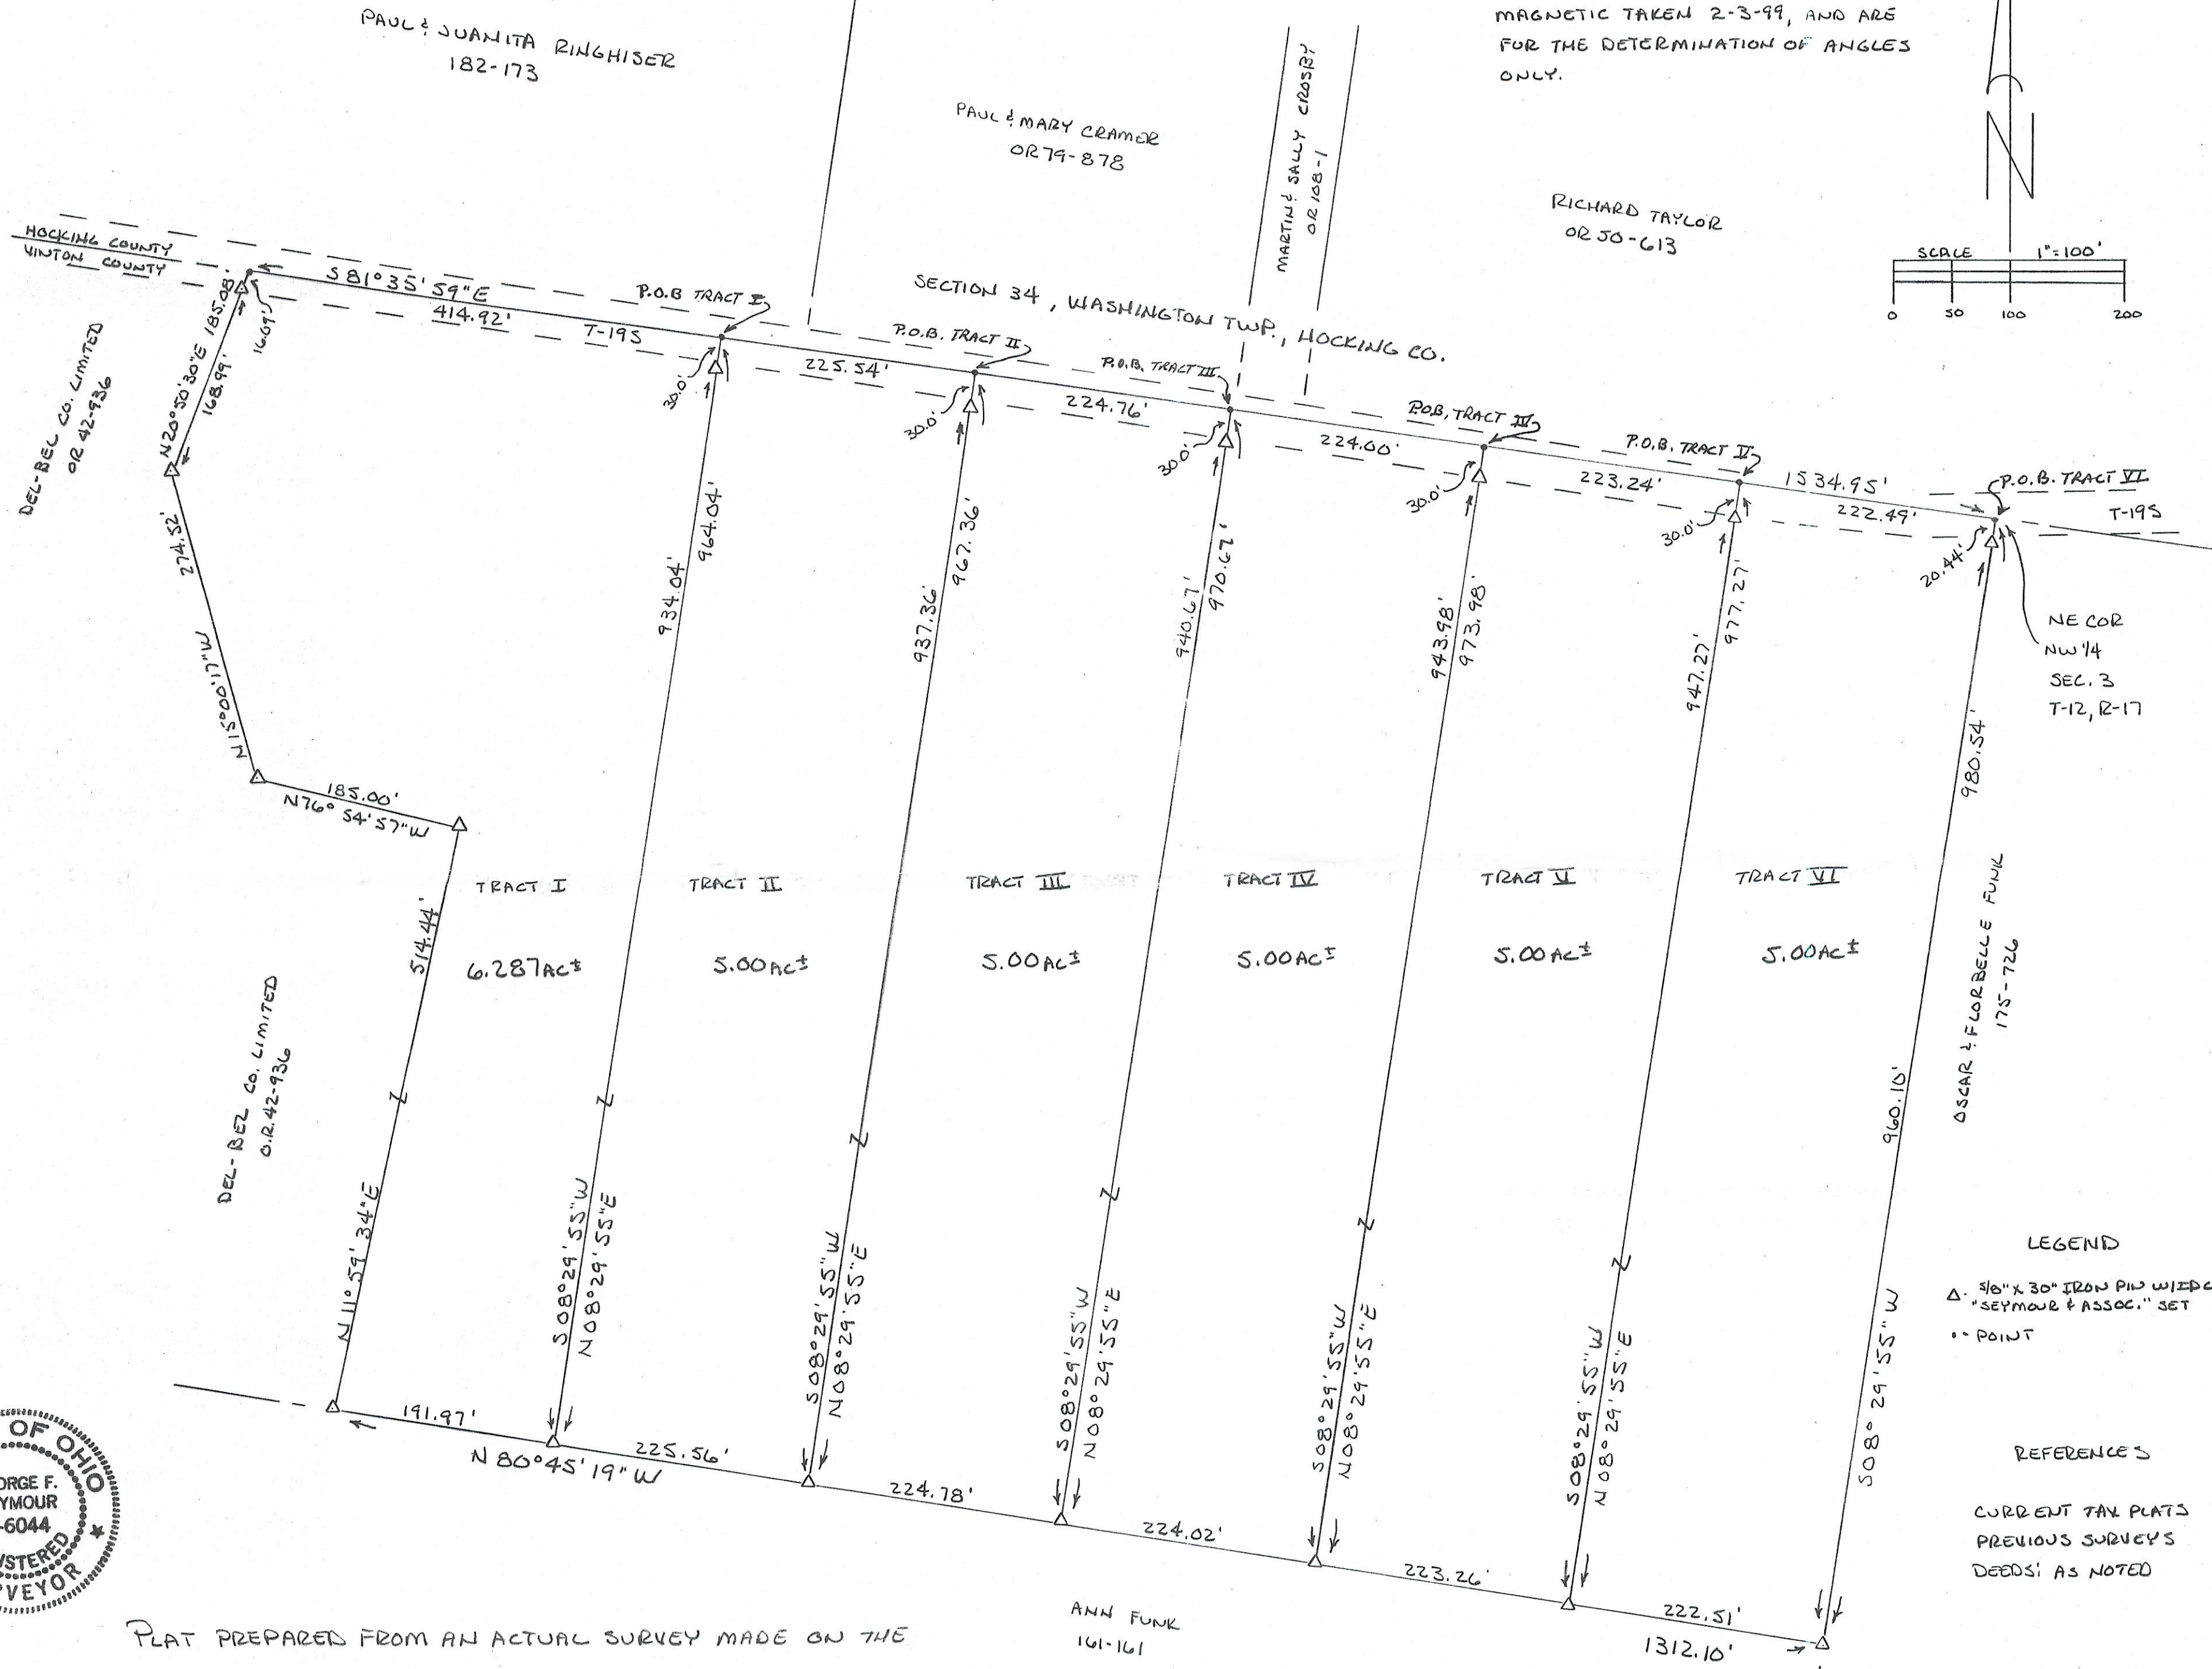 PAUL & JUANITA RINGHISER
182-173
MAGNETIC TAKEN 2-3-99, AND ARE
FOR THE DETERMINATION OF ANGLES
ONLY.
N
PAUL & MARY CRAMER
OR79-878
MARTIN & SALLY CROSBY
OR108-1
RICHARD TAYLOR
OR50-613
SCALE 1"=100'
0 50 100 200
HOCKING COUNTY
VINTON COUNTY
S81°35'59"E
414.92'
T-195
P.O.B TRACT I
SECTION 34, WASHINGTON TWP., HOCKING CO.
P.O.B. TRACT II
225.54'
P.O.B. TRACT III
224.76'
P.O.B. TRACT IV
224.00'
P.O.B. TRACT V
223.24'
1534.95'
P.O.B. TRACT VI
222.49'
T-195
N20°50'30"E 185.08'
168.99'
16.09'
DEL-BEL CO. LIMITED
OR 42-936
30.0'
30.0'
30.0'
30.0'
30.0'
20.44'
NE COR
NW 1/4
SEC. 3
T-12, R-17
274.52'
N15°00'17"W
185.00'
N76°54'57"W
934.04'
964.04'
937.36'
967.36'
940.67'
970.67'
943.98'
973.98'
947.27'
977.27'
980.54'
TRACT I
TRACT II
TRACT III
TRACT IV
TRACT V
TRACT VI
6.287AC±
5.00AC±
5.00AC±
5.00AC±
5.00AC±
5.00AC±
514.44'
N11°59'34"E
DEL-BEL CO. LIMITED
O.R.42-936
OSCAR & FLORBELLE FUNK
175-726
960.10'
S08°29'55"W
N08°29'55"E
S08°29'55"W
N08°29'55"E
S08°29'55"W
N08°29'55"E
S08°29'55"W
N08°29'55"E
S08°29'55"W
N08°29'55"E
S08°29'55"W
LEGEND
△- 5/8"X 30" IRON PIN W/IDC
"SEYMOUR & ASSOC." SET
•- POINT
191.97'
N80°45'19"W
225.56'
224.78'
224.02'
223.26'
222.51'
1312.10'
REFERENCES
CURRENT TAX PLATS
PREVIOUS SURVEYS
DEEDS: AS NOTED
OF OHIO
ORGE F.
YMOUR
-6044
STERED
VEYOR
ANN FUNK
161-161
PLAT PREPARED FROM AN ACTUAL SURVEY MADE ON THE